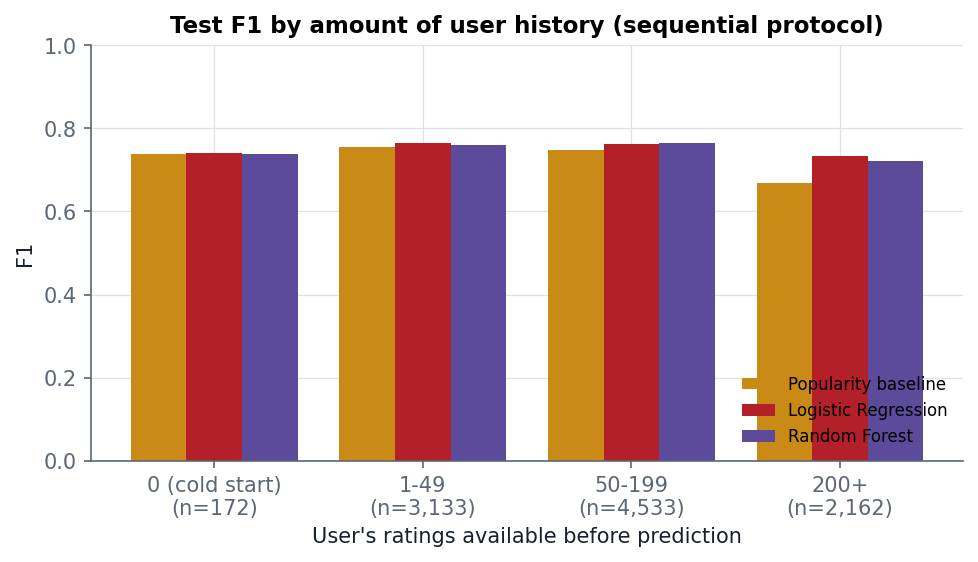 Test F1 by amount of user history (sequential protocol)
1.0
0.8
0.6
0.4
0.2
0.0
F1
Popularity baseline
Logistic Regression
Random Forest
0 (cold start) 1-49 50-199 200+
(n=172) (n=3,133) (n=4,533) (n=2,162)
User's ratings available before prediction